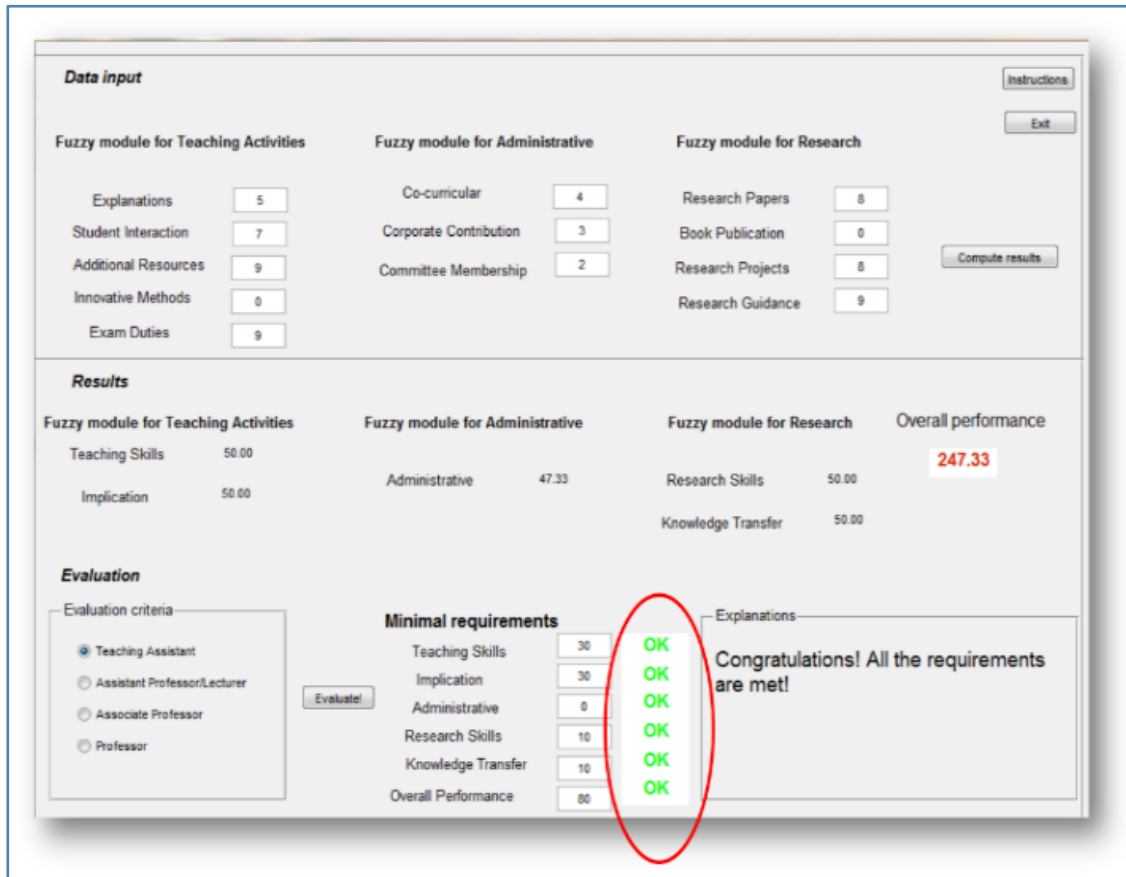 Data input
Instructions
Exit
Fuzzy module for Teaching Activities Fuzzy module for Administrative Fuzzy module for Research
Explanations 5 Co-curricular 4 Research Papers 8
Student Interaction 7 Corporate Contribution 3 Book Publication 0
Additional Resources 9 Committee Membership 2 Research Projects 8 Compute results
Innovative Methods 0 Research Guidance 9
Exam Duties 9
Results
Fuzzy module for Teaching Activities Fuzzy module for Administrative Fuzzy module for Research Overall performance
Teaching Skills 50.00 247.33
Administrative 47.33 Research Skills 50.00
Implication 50.00
Knowledge Transfer 50.00
Evaluation
Evaluation criteria
Teaching Assistant
Assistant Professor/Lecturer
Associate Professor
Professor
Evaluate!
Minimal requirements
Teaching Skills 30 OK
Implication 30 OK
Administrative 0 OK
Research Skills 10 OK
Knowledge Transfer 10 OK
Overall Performance 80 OK
Explanations
Congratulations! All the requirements
are met!